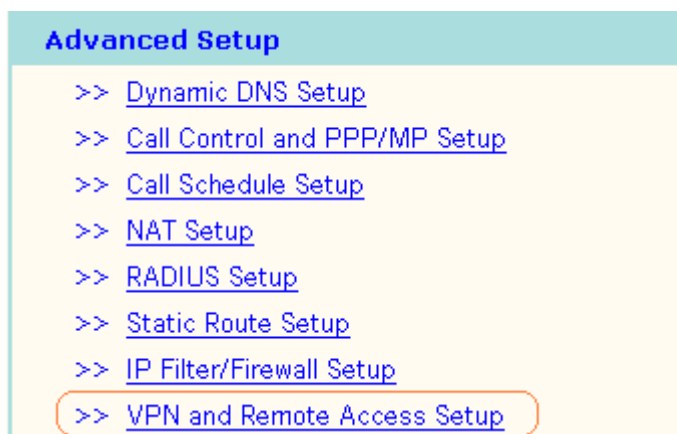 Advanced Setup
>> Dynamic DNS Setup
>> Call Control and PPP/MP Setup
>> Call Schedule Setup
>> NAT Setup
>> RADIUS Setup
>> Static Route Setup
>> IP Filter/Firewall Setup
>> VPN and Remote Access Setup